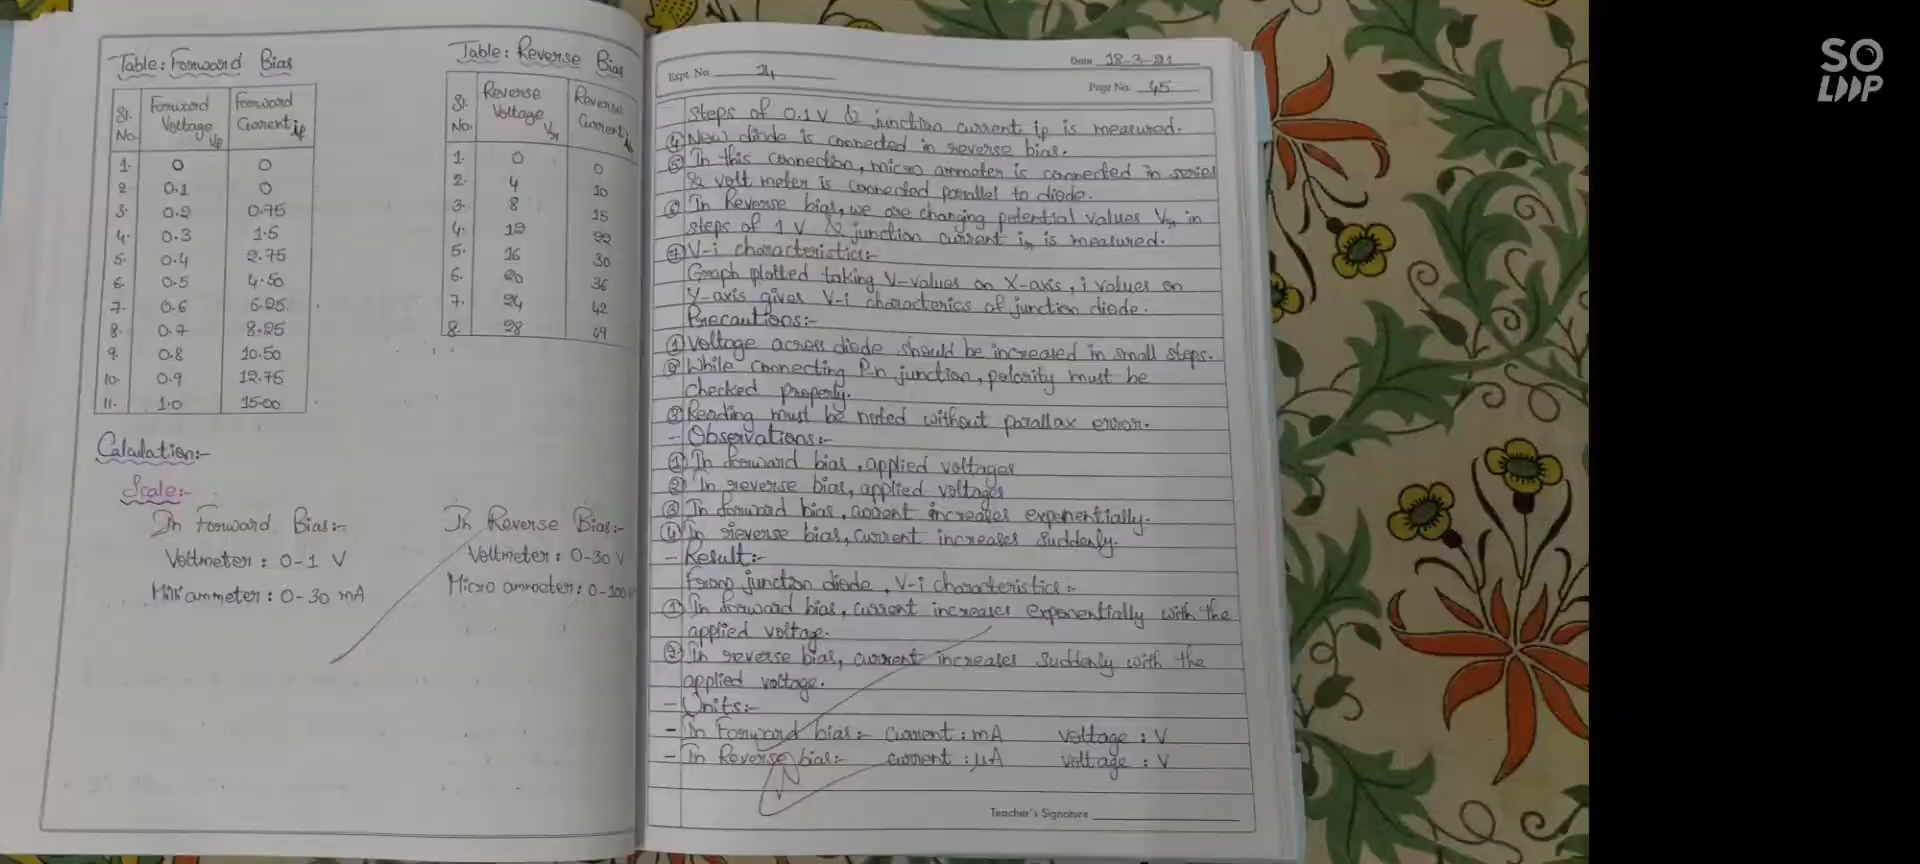 Table: Forward Bias
Sl. No. Forward Voltage Vf Forward Current if
1. 0 0
2. 0.1 0
3. 0.2 0.75
4. 0.3 1.5
5. 0.4 2.75
6. 0.5 4.50
7. 0.6 6.25
8. 0.7 8.25
9. 0.8 10.50
10. 0.9 12.75
11. 1.0 15.00
Table: Reverse Bias
Sl. No. Reverse Voltage Vr Reverse Current
1. 0 0
2. 4 10
3. 8 15
4. 12 22
5. 16 30
6. 20 36
7. 24 42
8. 28 49
Calculation:-
Scale:-
In Forward Bias:-
Voltmeter : 0-1 V
Milliammeter : 0-30 mA
In Reverse Bias:-
Voltmeter : 0-30 V
Micro ammeter : 0-100
Expt. No. 14
Date 18-3-21
Page No. 45
steps of 0.1 V & junction current if is measured.
④ Now diode is connected in reverse bias.
⑤ In this connection, micro ammeter is connected in series
& volt meter is connected parallel to diode.
⑥ In Reverse bias, we are changing potential values Vr in
steps of 1 V & junction current ir is measured.
⑦ V-i characteristics:-
Graph plotted taking V-values on X-axis, i values on
Y-axis gives V-i characterics of junction diode.
Precautions:-
① Voltage across diode should be increased in small steps.
② While connecting P-n junction, polarity must be
checked properly.
③ Reading must be noted without parallax error.
- Observations:-
① In forward bias, applied voltages
② In reverse bias, applied voltages
③ In forward bias, current increases exponentially.
④ In reverse bias, current increases suddenly.
- Result:-
From junction diode, V-i characteristics:-
① In forward bias, current increases exponentially with the
applied voltage.
② In reverse bias, current increases suddenly with the
applied voltage.
- Units:-
- In Forward bias:- current : mA voltage : V
- In Reverse bias:- current : μA voltage : V
Teacher's Signature
SO
LOOP